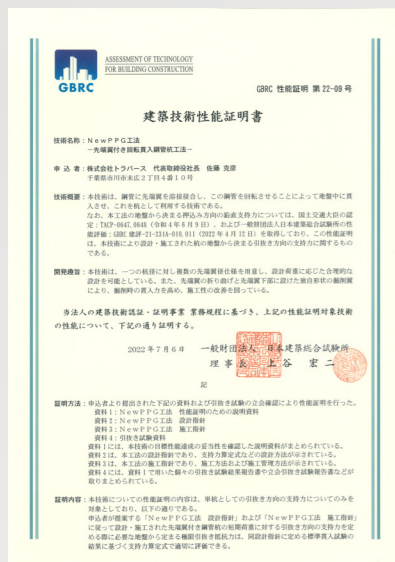 GBRC
ASSESSMENT OF TECHNOLOGY
FOR BUILDING CONSTRUCTION
GBRC 性能証明 第 22-09 号
建築技術性能証明書
技術名称：ＮｅｗＰＰＧ工法
－先端翼付き回転貫入鋼管杭工法－
申 込 者：株式会社トラバース 代表取締役社長 佐藤 克彦
千葉県市川市末広２丁目４番１０号
技術概要：本技術は、鋼管に先端翼を溶接接合し、この鋼管を回転させることによって地盤中に貫
入させ、これを杭として利用する技術である。
なお、本工法の地盤から決まる押込み方向の鉛直支持力については、国土交通大臣の認
定：TACP-0647,0648（令和４年６月９日）、および一般財団法人日本建築総合試験所の性
能評価：GBRC 建評-21-231A-010,011（2022 年４月 12 日）を取得しており、この性能証明
は、本技術により設計・施工された杭の地盤から決まる引抜き方向の支持力に関するもの
である。
開発趣旨：本技術は、一つの杭径に対し複数の先端翼径仕様を用意し、設計荷重に応じた合理的な
設計を可能としている。また、先端翼の折り曲げと先端翼下部に設けた独自形状の掘削翼
により、掘削時の貫入力を高め、施工性の改善を図っている。
当法人の建築技術認証・証明事業 業務規程に基づき、上記の性能証明対象技術
の性能について、下記の通り証明する。
2022 年 7 月 6 日
一般財団法人 日本建築総合試験所
理 事 長 上 谷 宏 二
記
証明方法：申込者より提出された下記の資料および引抜き試験の立会確認により性能証明を行った。
資料１：ＮｅｗＰＰＧ工法 性能証明のための説明資料
資料２：ＮｅｗＰＰＧ工法 設計指針
資料３：ＮｅｗＰＰＧ工法 施工指針
資料４：引抜き試験資料
資料１には、本技術の目標性能達成の妥当性を確認した説明資料がまとめられている。
資料２は、本工法の設計指針であり、支持力算定式などの設計方法が示されている。
資料３は、本工法の施工指針であり、施工方法および施工管理方法が示されている。
資料４には、資料１で用いた個々の引抜き試験結果報告書や立会引抜き試験報告書などが
取りまとめられている。
証明内容：本技術についての性能証明の内容は、単杭としての引抜き方向の支持力についてのみを
対象としており、以下の通りである。
申込者が提案する「ＮｅｗＰＰＧ工法 設計指針」および「ＮｅｗＰＰＧ工法 施工指針」
に従って設計・施工された先端翼付き鋼管杭の短期荷重に対する引抜き方向の支持力を定
める際に必要な地盤から定まる極限引抜き抵抗力は、同設計指針に定める標準貫入試験の
結果に基づく支持力算定式で適切に評価できる。